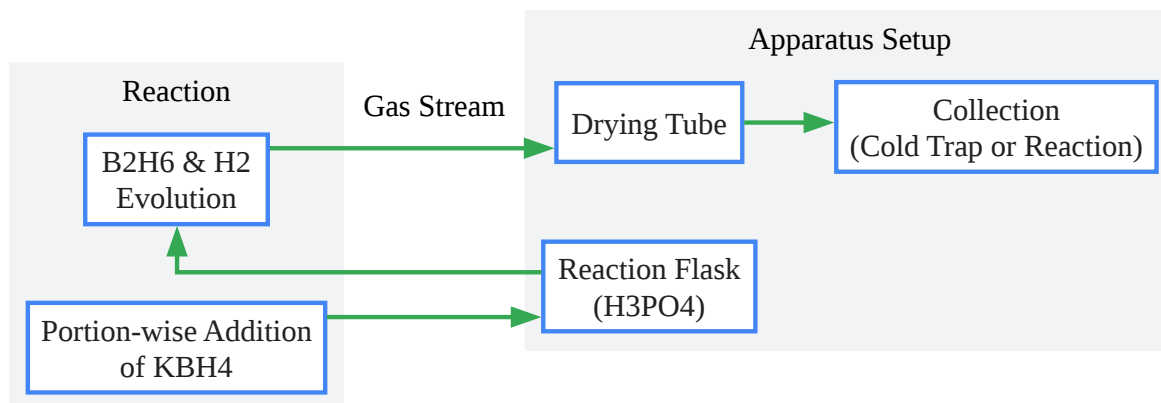 Apparatus Setup
Reaction
Gas Stream
Drying Tube
Collection
(Cold Trap or Reaction)
B2H6 & H2
Evolution
Reaction Flask
(H3PO4)
Portion-wise Addition
of KBH4